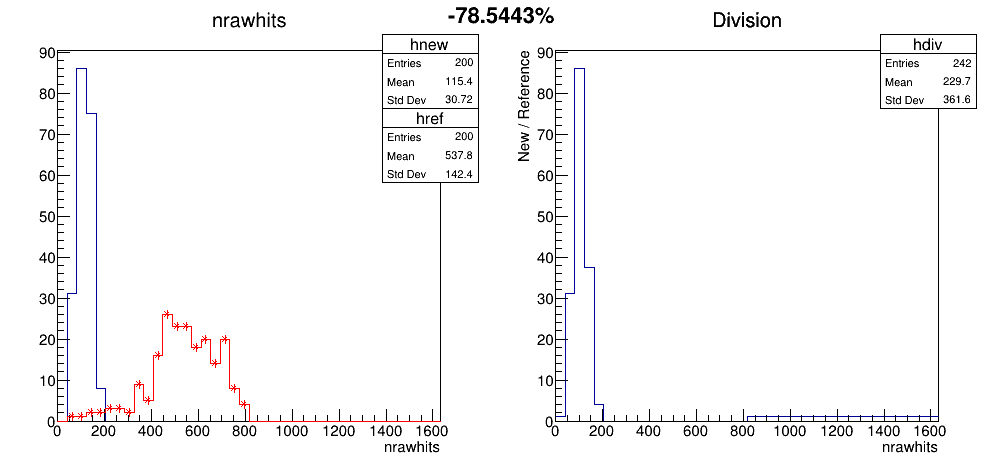 -78.5443%
nrawhits
hnew
Entries 200
Mean 115.4
Std Dev 30.72
href
Entries 200
Mean 537.8
Std Dev 142.4
90
80
70
60
50
40
30
20
10
0
0 200 400 600 800 1000 1200 1400 1600
nrawhits
Division
hdiv
Entries 242
Mean 229.7
Std Dev 361.6
New / Reference
90
80
70
60
50
40
30
20
10
0
0 200 400 600 800 1000 1200 1400 1600
nrawhits